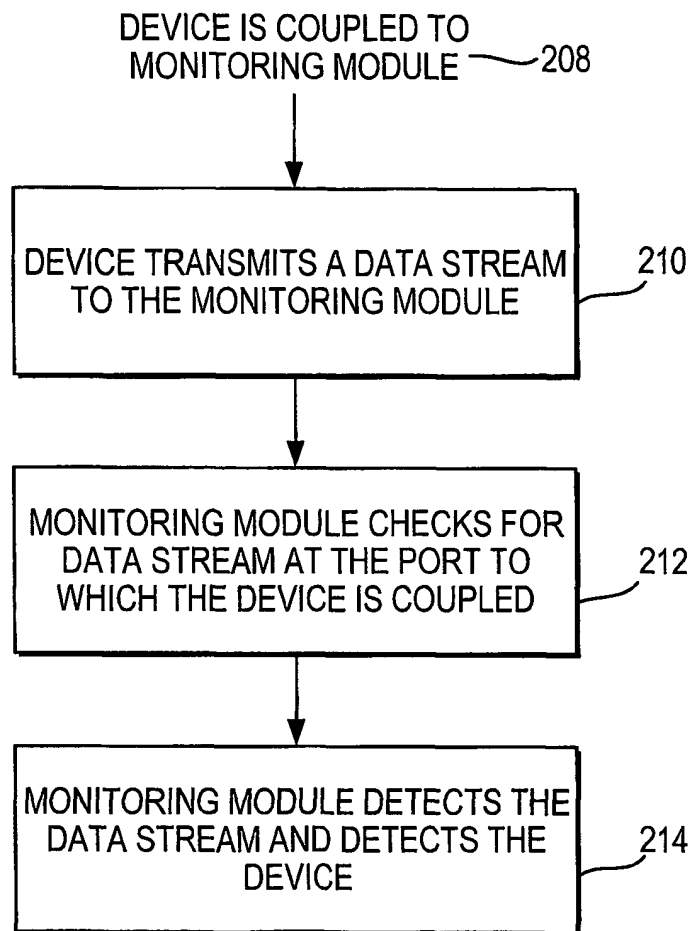 DEVICE IS COUPLED TO
MONITORING MODULE 208
DEVICE TRANSMITS A DATA STREAM
TO THE MONITORING MODULE
210
MONITORING MODULE CHECKS FOR
DATA STREAM AT THE PORT TO
WHICH THE DEVICE IS COUPLED
212
MONITORING MODULE DETECTS THE
DATA STREAM AND DETECTS THE
DEVICE
214